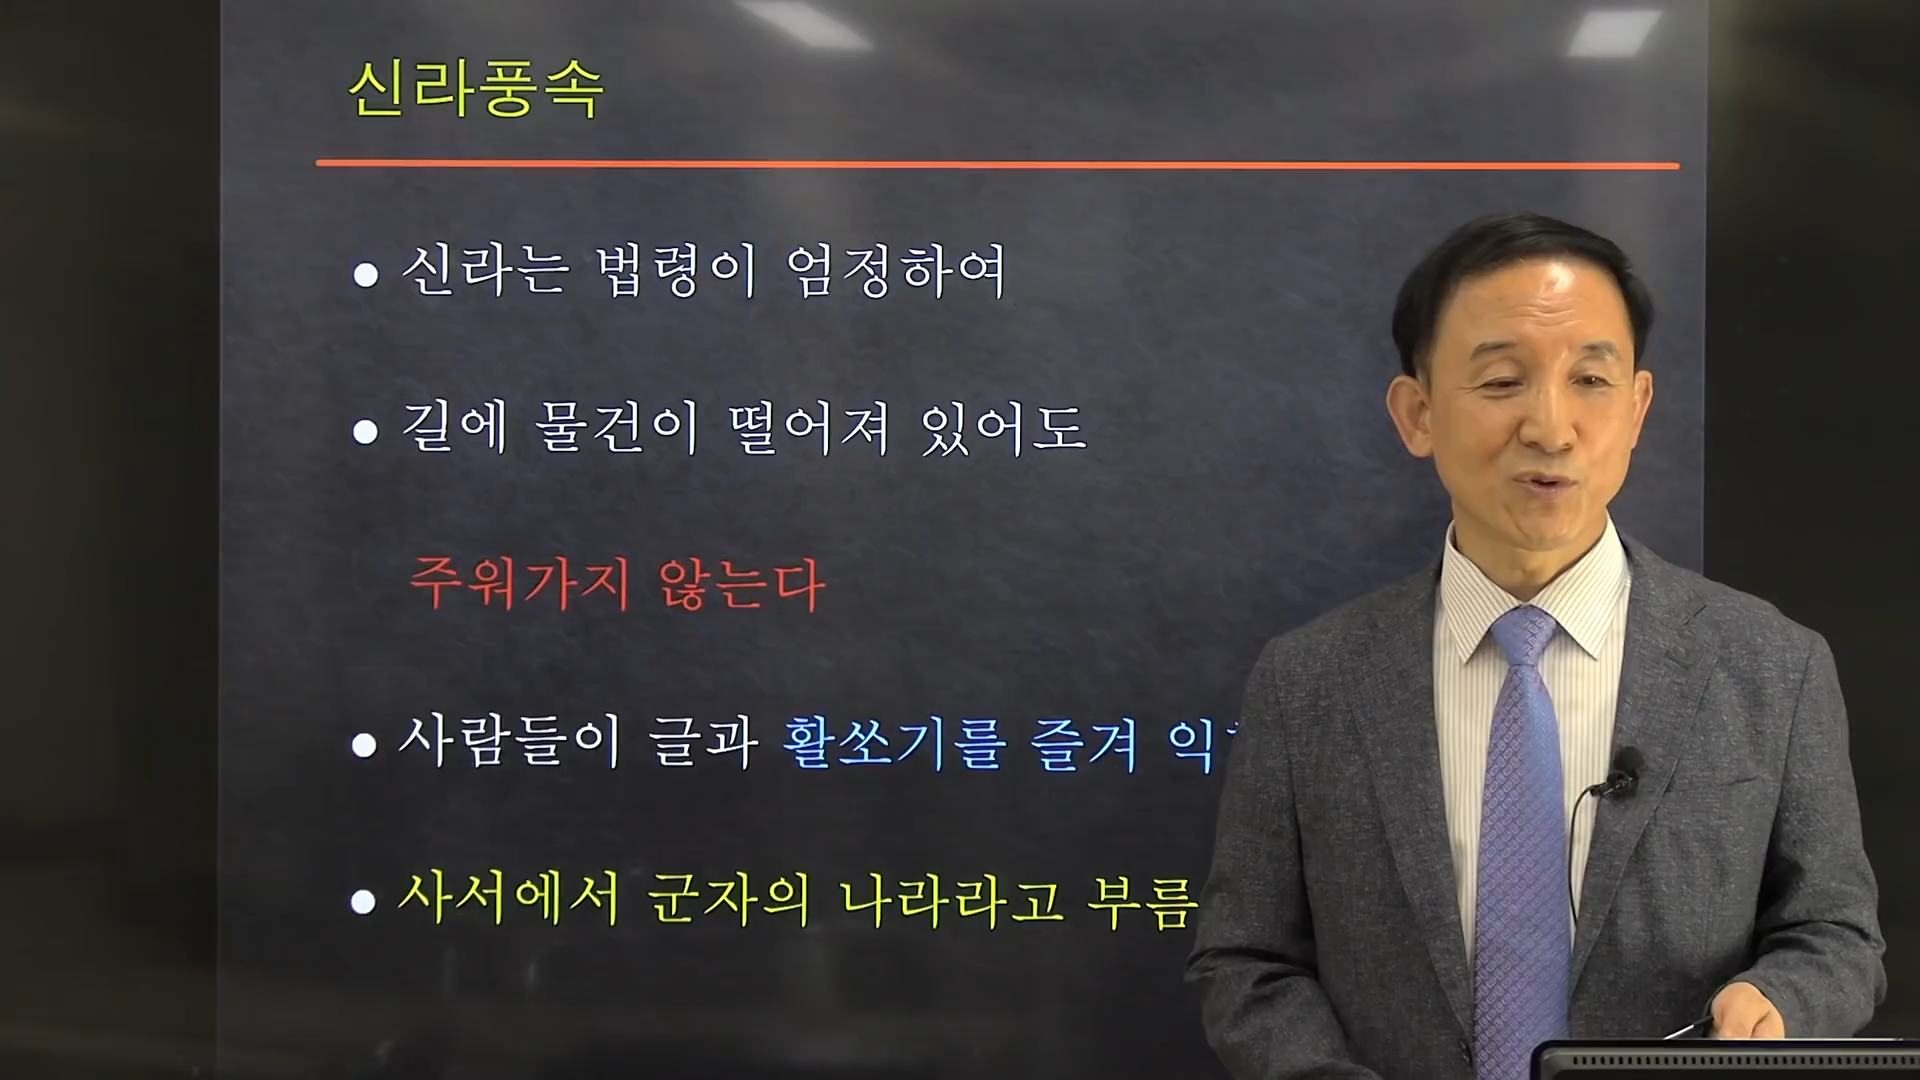 신라풍속
• 신라는 법령이 엄정하여
• 길에 물건이 떨어져 있어도
주워가지 않는다
• 사람들이 글과 활쏘기를 즐겨
• 사서에서 군자의 나라라고 부름